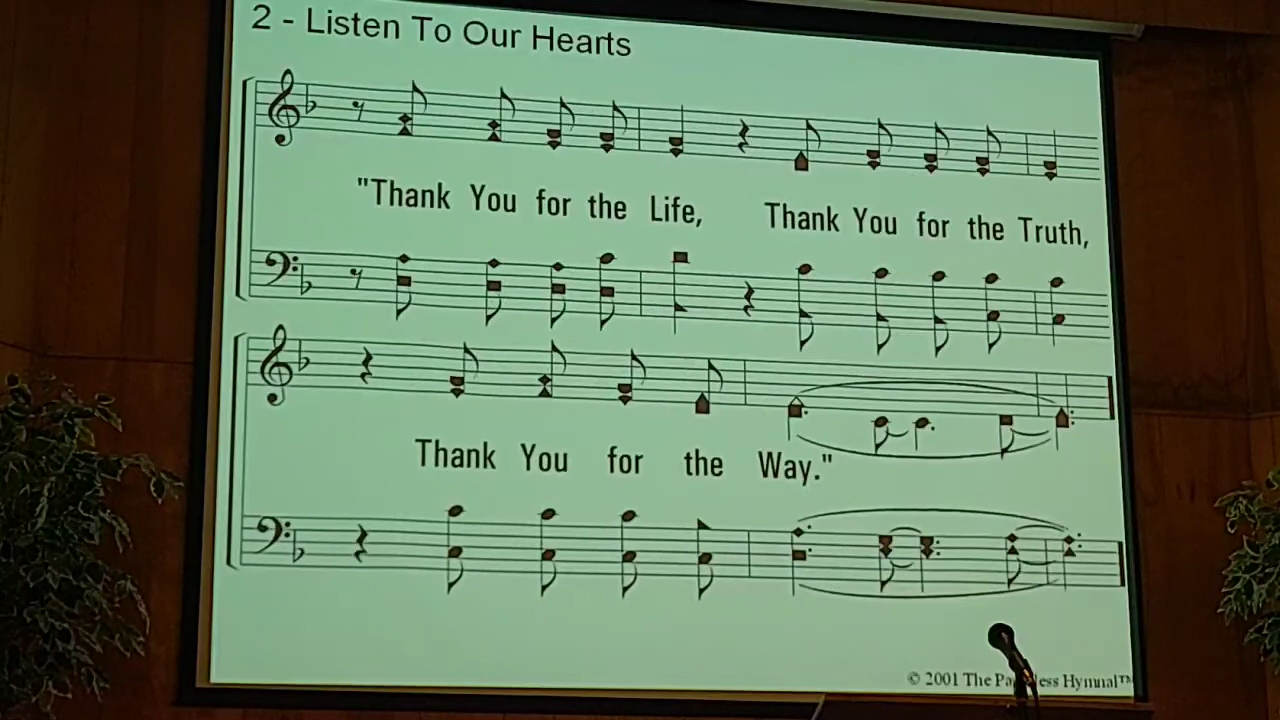 2 - Listen To Our Hearts
"Thank You for the Life, Thank You for the Truth,
Thank You for the Way."
© 2001 The Hymnal™